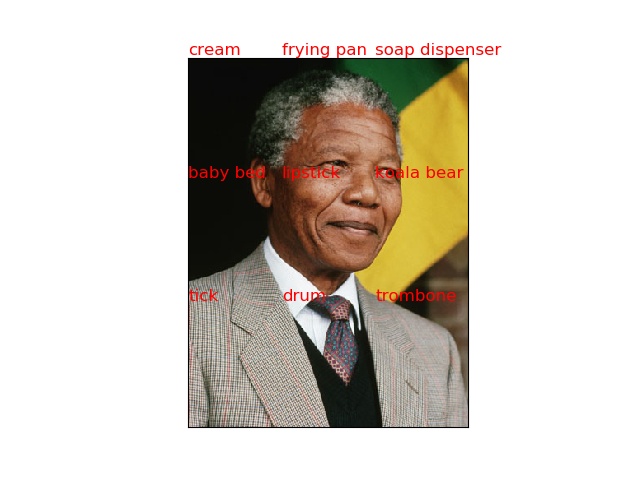 cream frying pan soap dispenser
baby bed lipstick koala bear
tick drum trombone